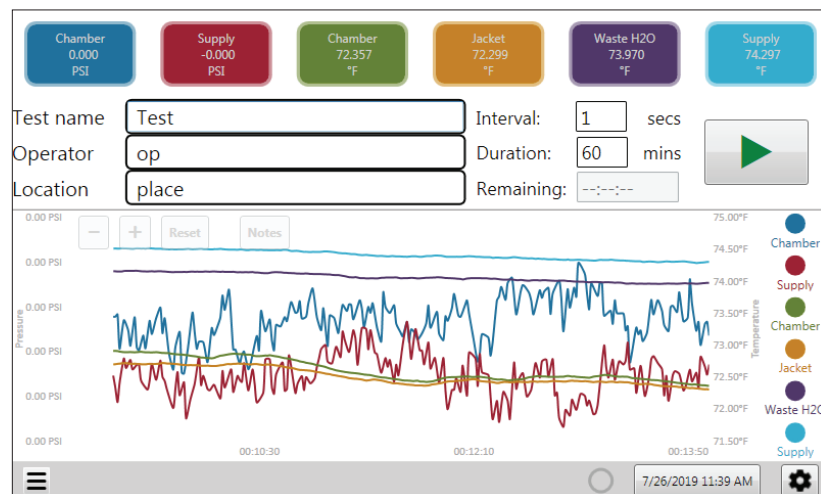 Chamber
0.000
PSI
Supply
-0.000
PSI
Chamber
72.357
°F
Jacket
72.299
°F
Waste H2O
73.970
°F
Supply
74.297
°F
Test name Test Interval: 1 secs
Operator op Duration: 60 mins
Location place Remaining: --:--:--
− + Reset Notes
Pressure
0.00 PSI
0.00 PSI
0.00 PSI
0.00 PSI
0.00 PSI
0.00 PSI
75.00°F
74.50°F
74.00°F
73.50°F
73.00°F
72.50°F
72.00°F
71.50°F
Temperature
Chamber
Supply
Chamber
Jacket
Waste H2O
Supply
00:10:30 00:12:10 00:13:50
7/26/2019 11:39 AM